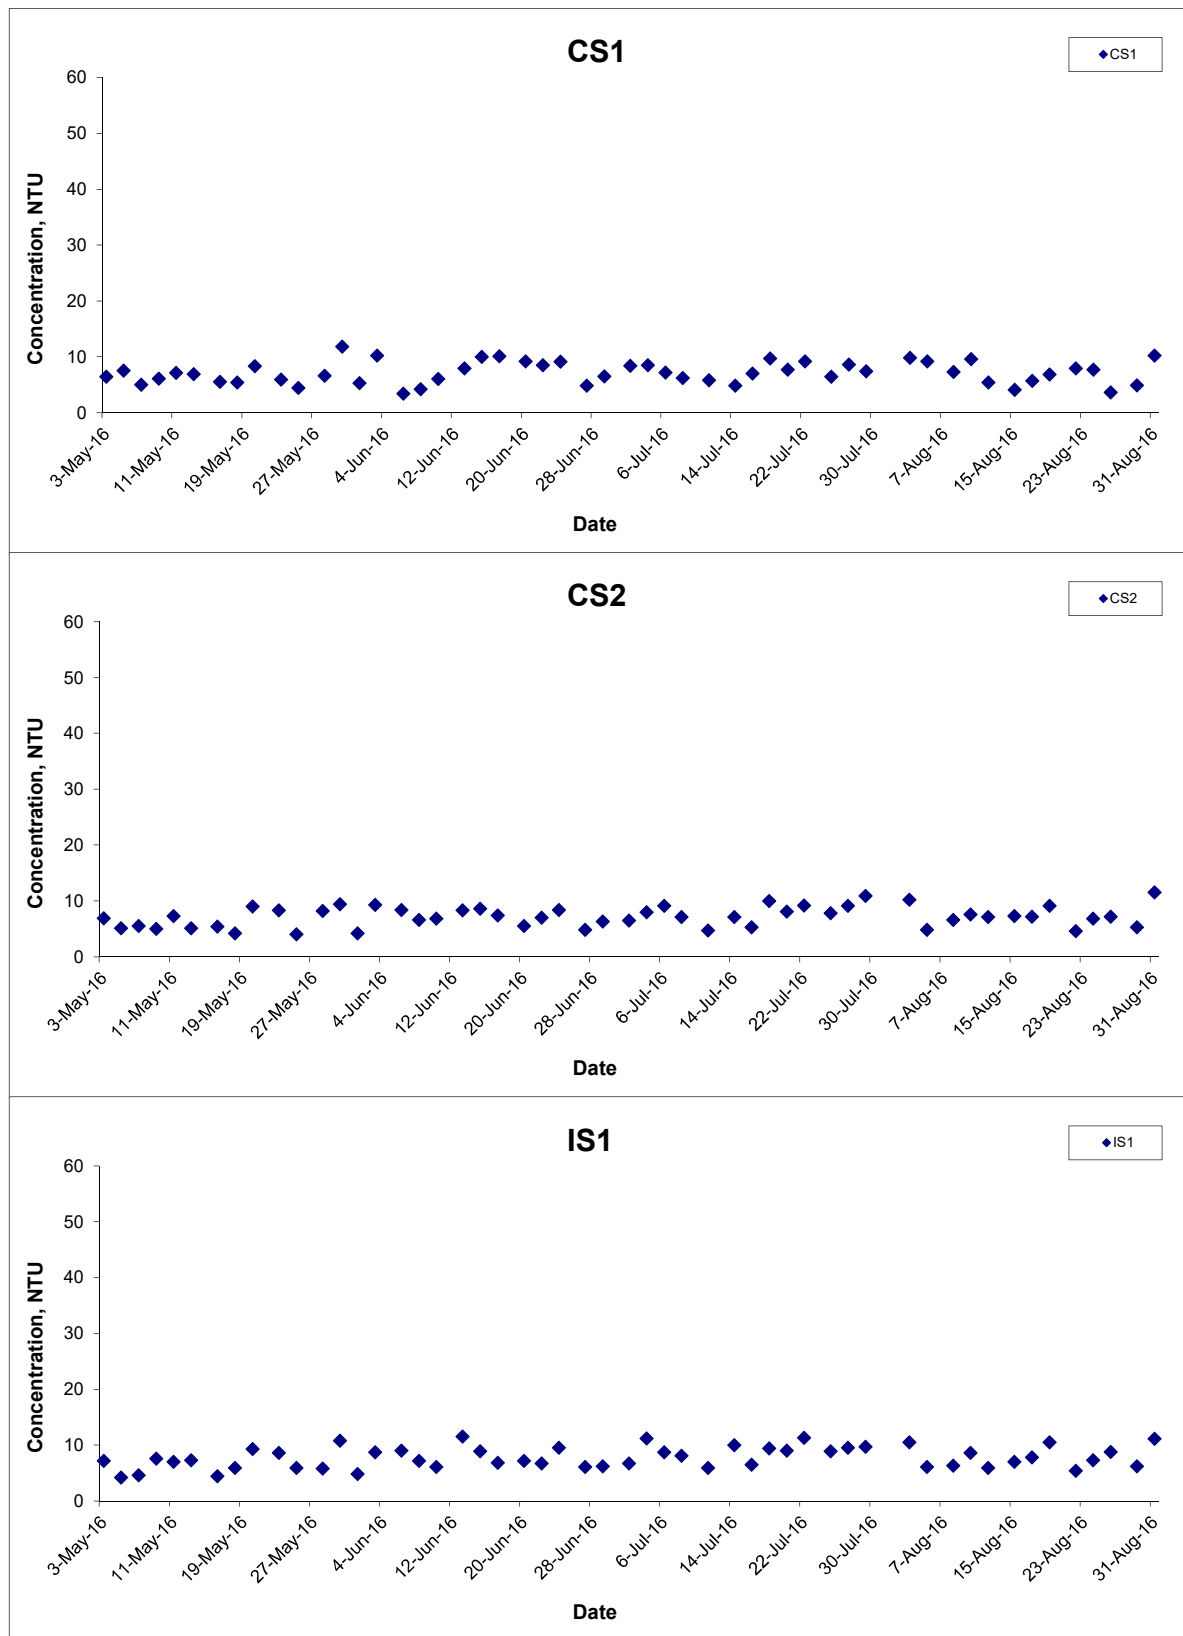 CS1
CS1
60
50
40
30
20
10
0
Concentration, NTU
3-May-16
11-May-16
19-May-16
27-May-16
4-Jun-16
12-Jun-16
20-Jun-16
28-Jun-16
6-Jul-16
14-Jul-16
22-Jul-16
30-Jul-16
7-Aug-16
15-Aug-16
23-Aug-16
31-Aug-16
Date
CS2
CS2
60
50
40
30
20
10
0
Concentration, NTU
3-May-16
11-May-16
19-May-16
27-May-16
4-Jun-16
12-Jun-16
20-Jun-16
28-Jun-16
6-Jul-16
14-Jul-16
22-Jul-16
30-Jul-16
7-Aug-16
15-Aug-16
23-Aug-16
31-Aug-16
Date
IS1
IS1
60
50
40
30
20
10
0
Concentration, NTU
3-May-16
11-May-16
19-May-16
27-May-16
4-Jun-16
12-Jun-16
20-Jun-16
28-Jun-16
6-Jul-16
14-Jul-16
22-Jul-16
30-Jul-16
7-Aug-16
15-Aug-16
23-Aug-16
31-Aug-16
Date